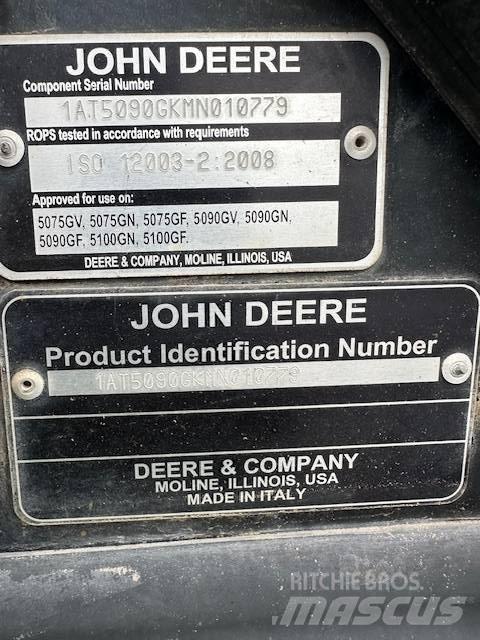 JOHN DEERE
Component Serial Number
1AT5090GKMN010779
ROPS tested in accordance with requirements
ISO 12003-2:2008
Approved for use on:
5075GV, 5075GN, 5075GF, 5090GV, 5090GN,
5090GF, 5100GN, 5100GF.
DEERE & COMPANY, MOLINE, ILLINOIS, USA
JOHN DEERE
Product Identification Number
1AT5090GKMN010779
DEERE & COMPANY
MOLINE, ILLINOIS, USA
MADE IN ITALY
RITCHIE BROS.
MASCUS